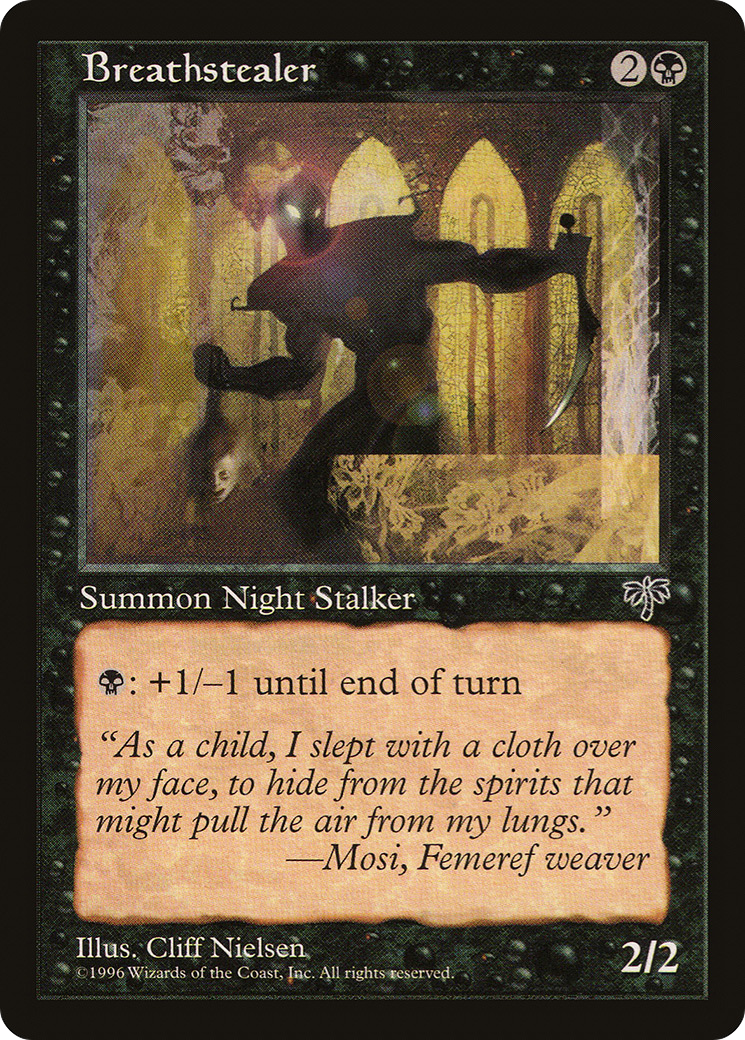 Breathstealer 2
Summon Night Stalker
: +1/–1 until end of turn
“As a child, I slept with a cloth over
my face, to hide from the spirits that
might pull the air from my lungs.”
—Mosi, Femeref weaver
Illus. Cliff Nielsen
©1996 Wizards of the Coast, Inc. All rights reserved.
2/2